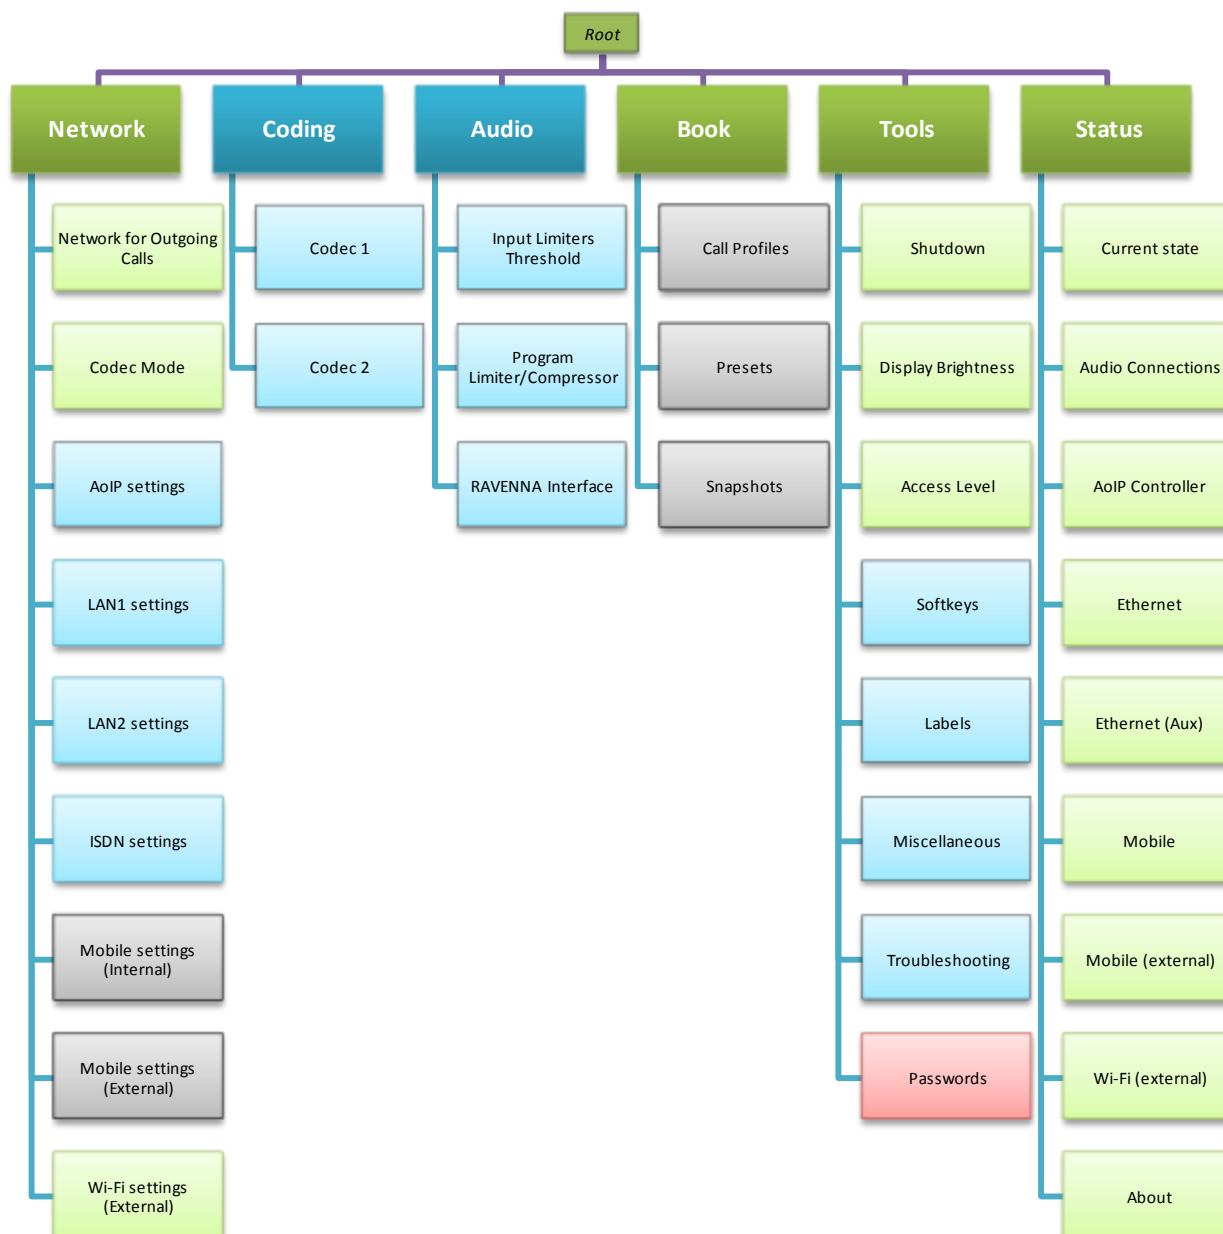 Root
Network
Coding
Audio
Book
Tools
Status
Network for Outgoing
Calls
Codec Mode
AoIP settings
LAN1 settings
LAN2 settings
ISDN settings
Mobile settings
(Internal)
Mobile settings
(External)
Wi-Fi settings
(External)
Codec 1
Codec 2
Input Limiters
Threshold
Program
Limiter/Compressor
RAVENNA Interface
Call Profiles
Presets
Snapshots
Shutdown
Display Brightness
Access Level
Softkeys
Labels
Miscellaneous
Troubleshooting
Passwords
Current state
Audio Connections
AoIP Controller
Ethernet
Ethernet (Aux)
Mobile
Mobile (external)
Wi-Fi (external)
About